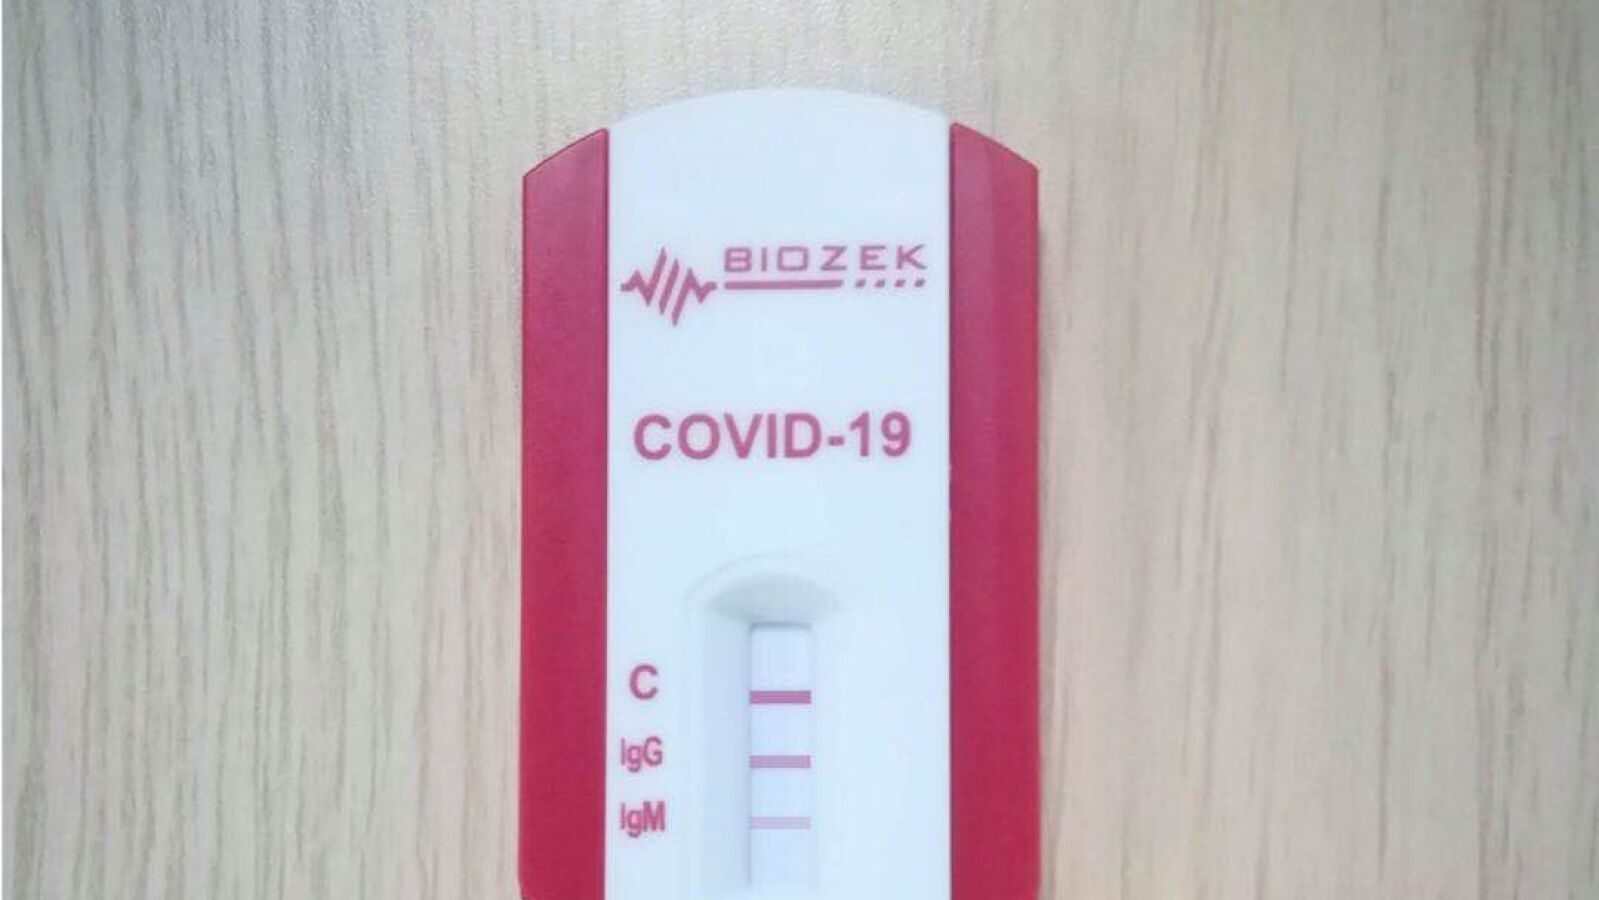 BIOZEK
COVID-19
C
IgG
IgM